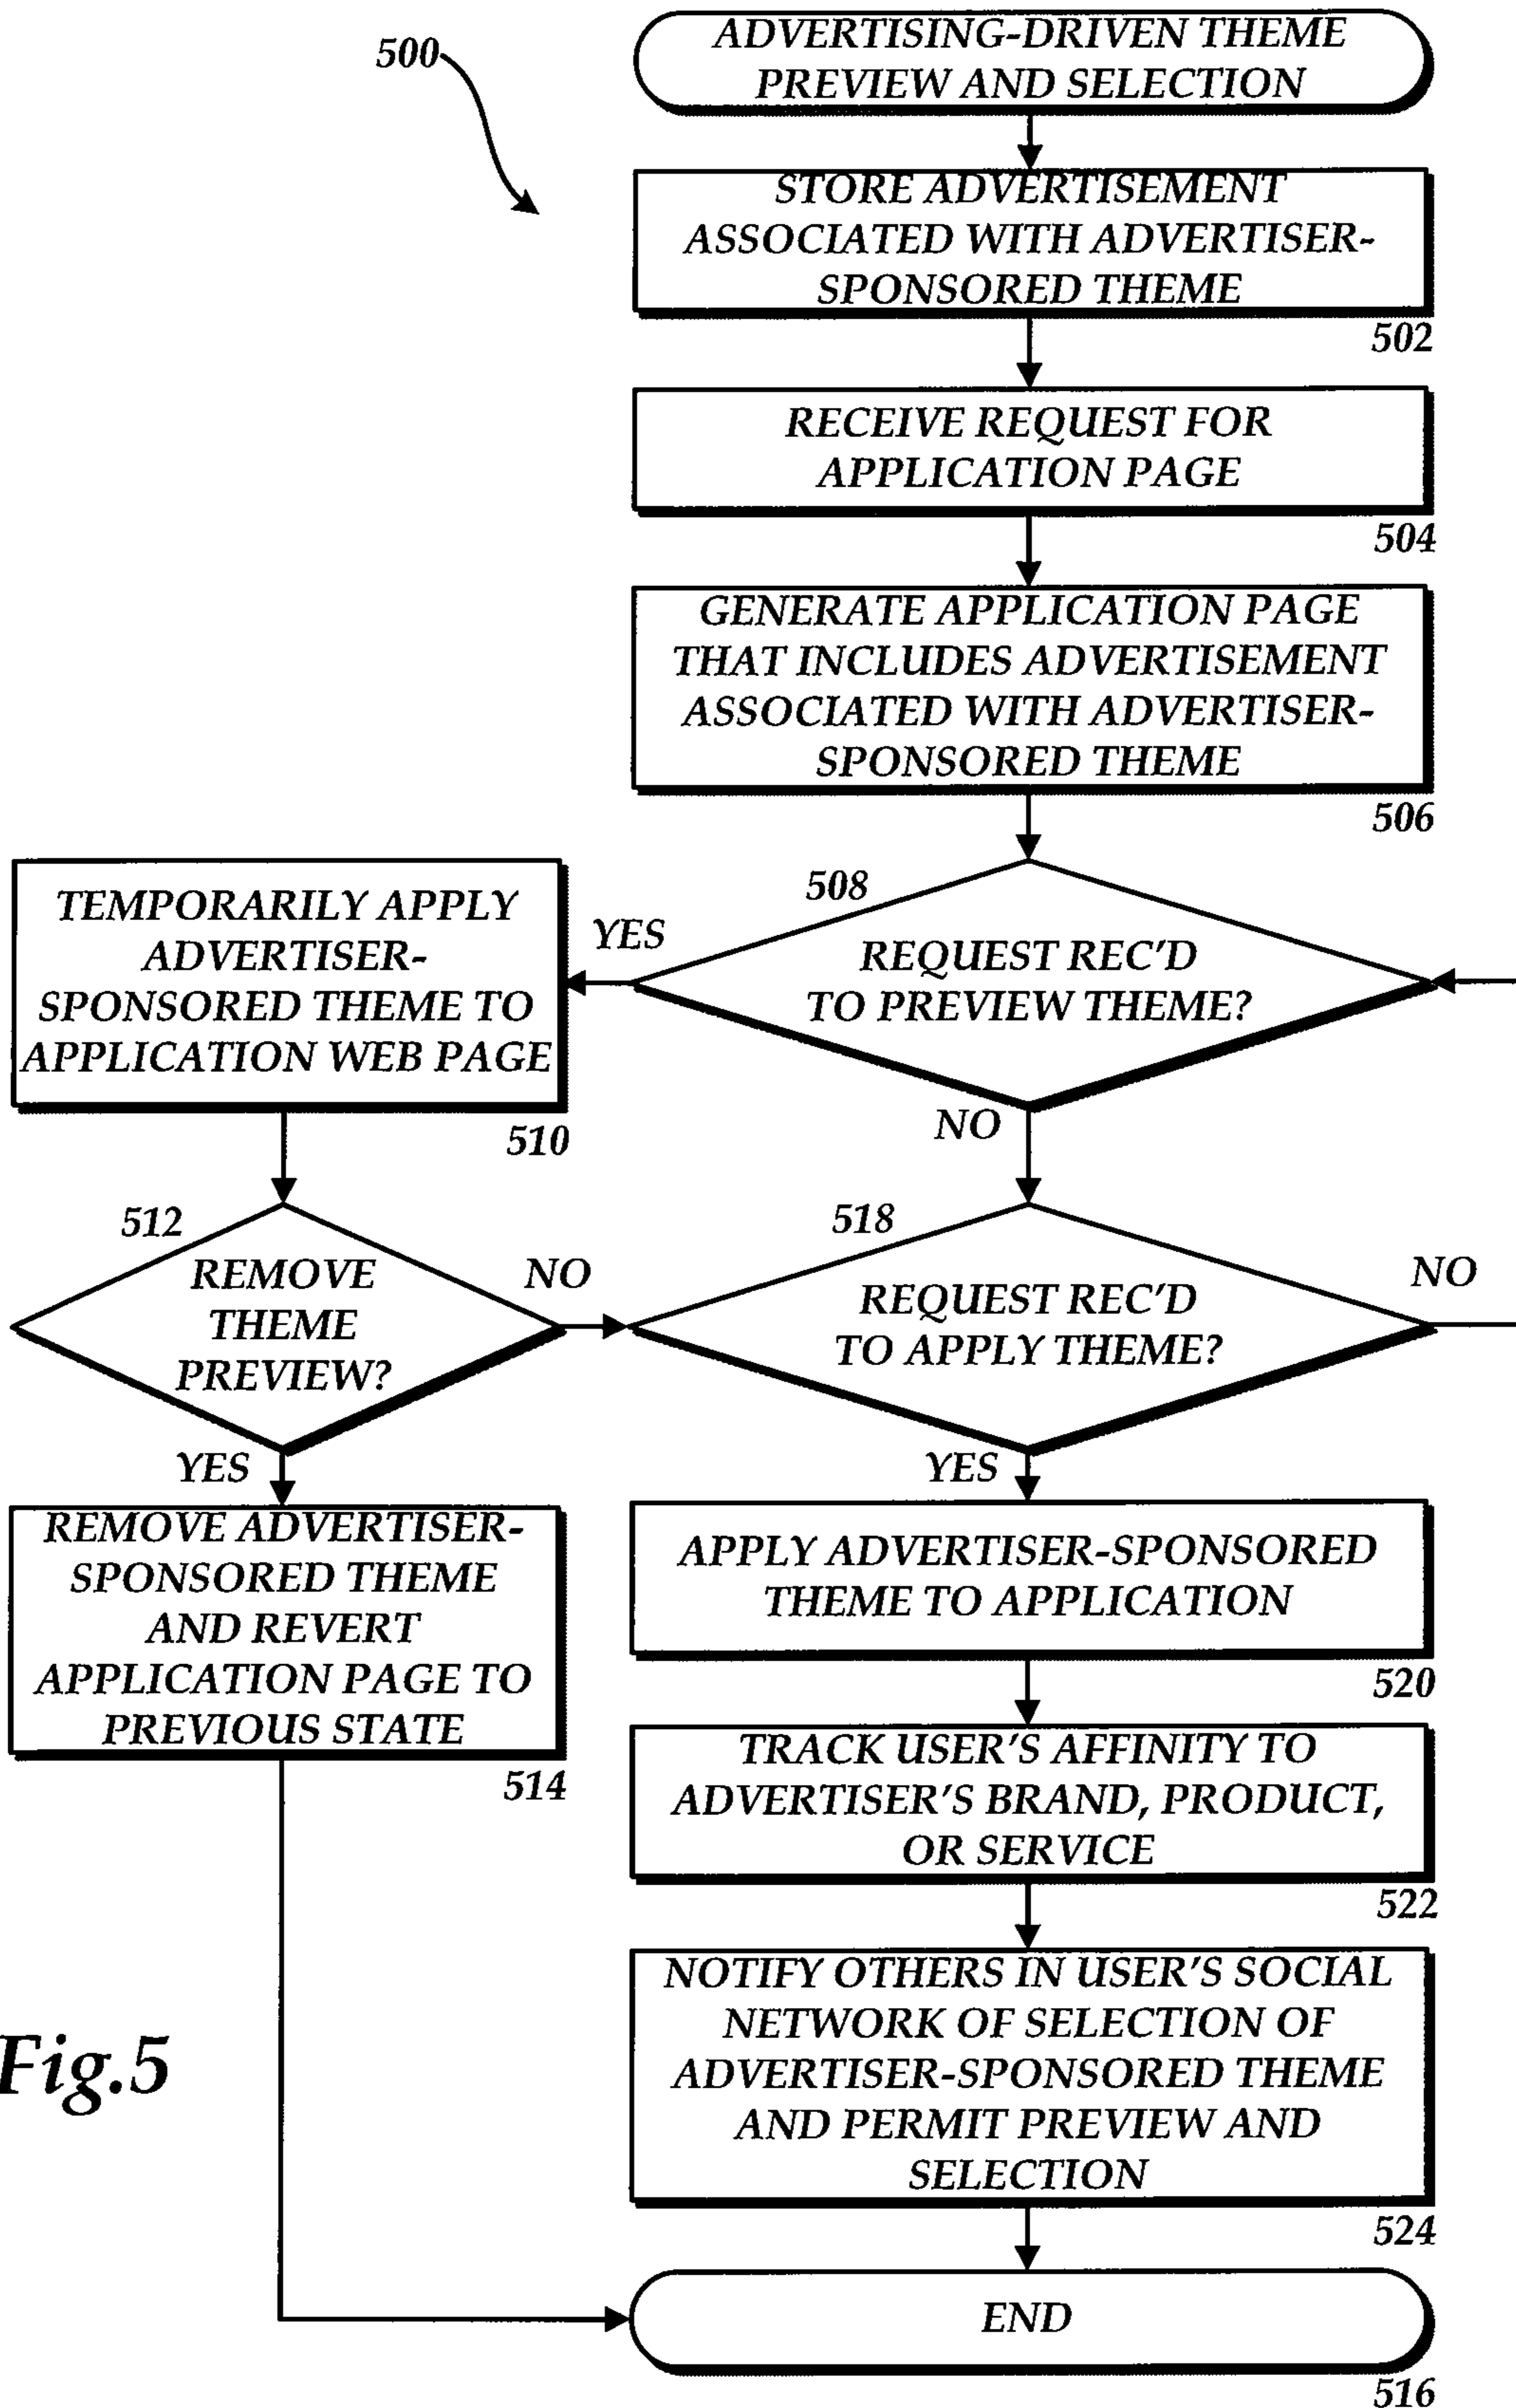 500
ADVERTISING-DRIVEN THEME
PREVIEW AND SELECTION
STORE ADVERTISEMENT
ASSOCIATED WITH ADVERTISER-
SPONSORED THEME
502
RECEIVE REQUEST FOR
APPLICATION PAGE
504
GENERATE APPLICATION PAGE
THAT INCLUDES ADVERTISEMENT
ASSOCIATED WITH ADVERTISER-
SPONSORED THEME
506
508
REQUEST REC'D
TO PREVIEW THEME?
YES
NO
TEMPORARILY APPLY
ADVERTISER-
SPONSORED THEME TO
APPLICATION WEB PAGE
510
512
REMOVE
THEME
PREVIEW?
NO
YES
518
REQUEST REC'D
TO APPLY THEME?
NO
YES
REMOVE ADVERTISER-
SPONSORED THEME
AND REVERT
APPLICATION PAGE TO
PREVIOUS STATE
514
APPLY ADVERTISER-SPONSORED
THEME TO APPLICATION
520
TRACK USER'S AFFINITY TO
ADVERTISER'S BRAND, PRODUCT,
OR SERVICE
522
NOTIFY OTHERS IN USER'S SOCIAL
NETWORK OF SELECTION OF
ADVERTISER-SPONSORED THEME
AND PERMIT PREVIEW AND
SELECTION
524
END
516
Fig.5